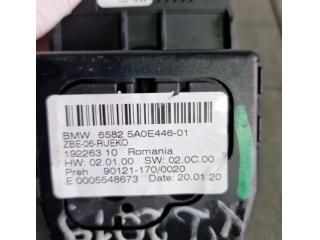 BMW 6582 5A0E446-01
ZBE-06-RUEKO
192263 10 Romania
HW: 02.01.00 SW: 02.0C.00
Preh 90121-170/0020
E 0005548673 Date: 20.01.20